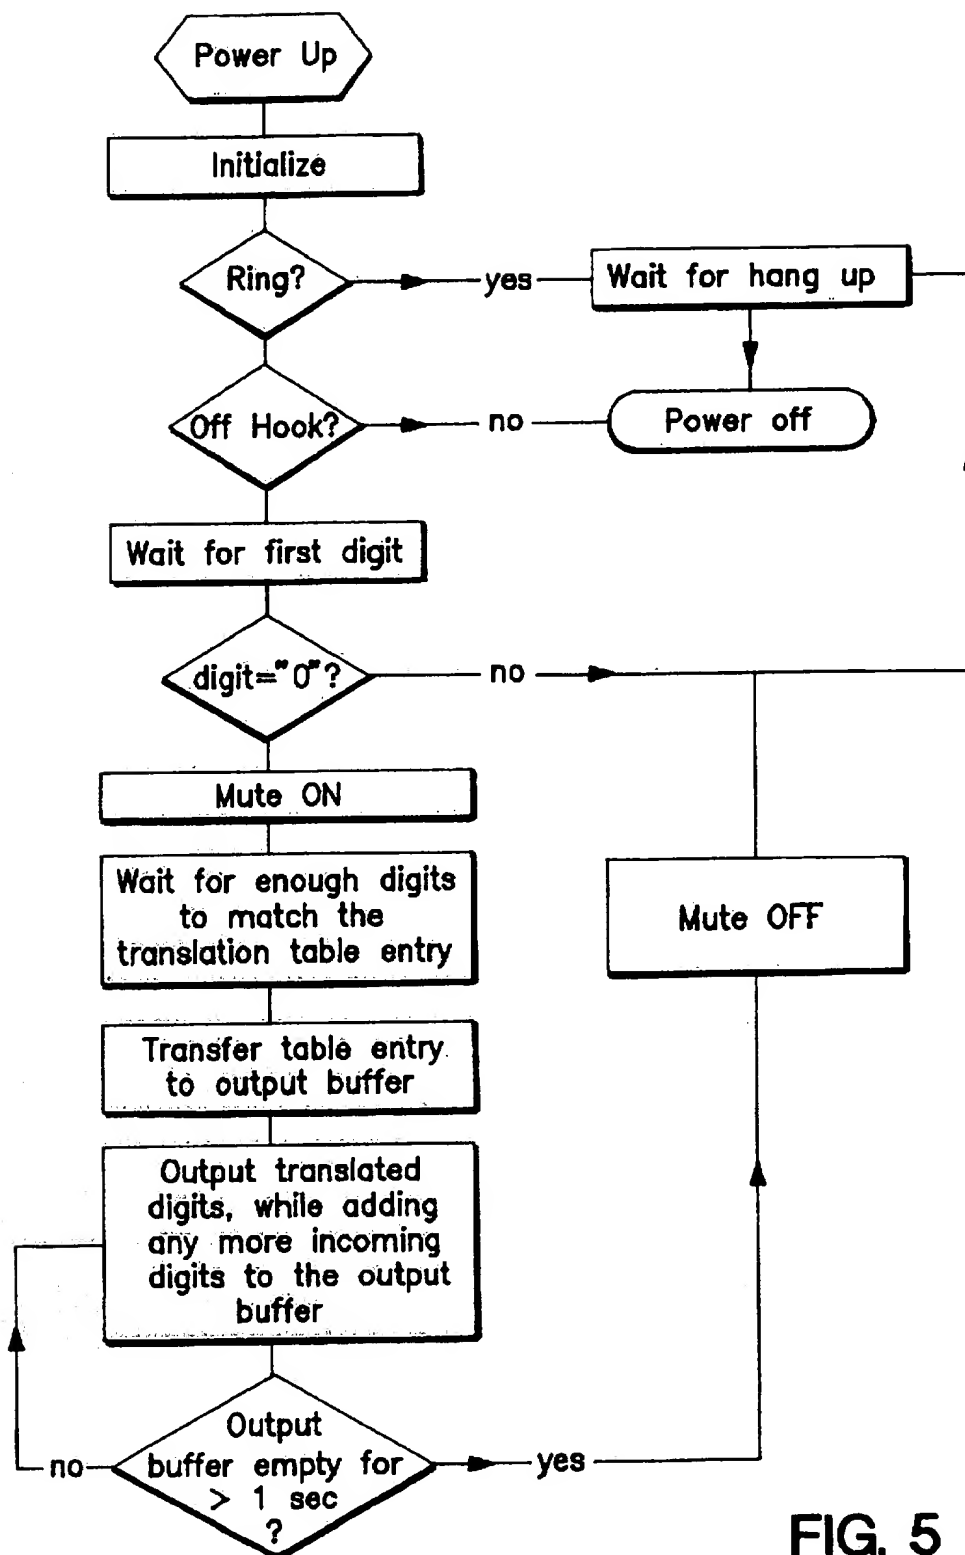 Power Up
Initialize
Ring?
yes
Wait for hang up
Off Hook?
no
Power off
Wait for first digit
digit="0"?
no
Mute ON
Wait for enough digits
to match the
translation table entry
Mute OFF
Transfer table entry
to output buffer
Output translated
digits, while adding
any more incoming
digits to the output
buffer
Output
buffer empty for
> 1 sec
?
no
yes
FIG. 5